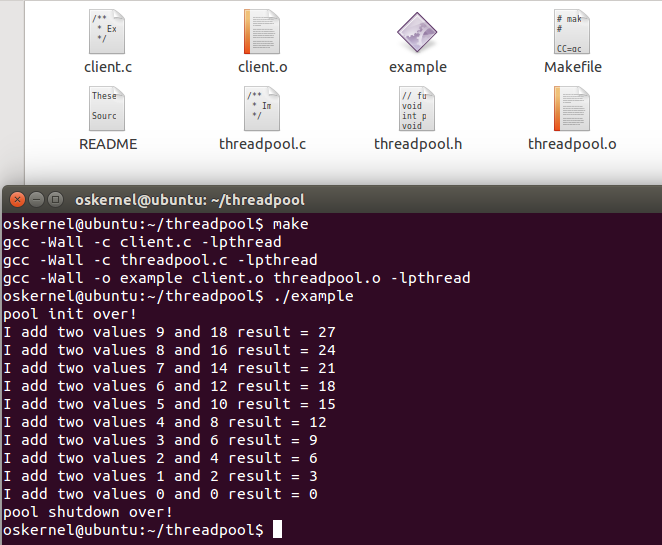 /**
* Ex
*/
# mak
#
CC=gc
client.c
client.o
example
Makefile
These
Sourc
/**
* Im
*/
// fu
void
int p
void
README
threadpool.c
threadpool.h
threadpool.o
oskernel@ubuntu: ~/threadpool
oskernel@ubuntu:~/threadpool$ make
gcc -Wall -c client.c -lpthread
gcc -Wall -c threadpool.c -lpthread
gcc -Wall -o example client.o threadpool.o -lpthread
oskernel@ubuntu:~/threadpool$ ./example
pool init over!
I add two values 9 and 18 result = 27
I add two values 8 and 16 result = 24
I add two values 7 and 14 result = 21
I add two values 6 and 12 result = 18
I add two values 5 and 10 result = 15
I add two values 4 and 8 result = 12
I add two values 3 and 6 result = 9
I add two values 2 and 4 result = 6
I add two values 1 and 2 result = 3
I add two values 0 and 0 result = 0
pool shutdown over!
oskernel@ubuntu:~/threadpool$